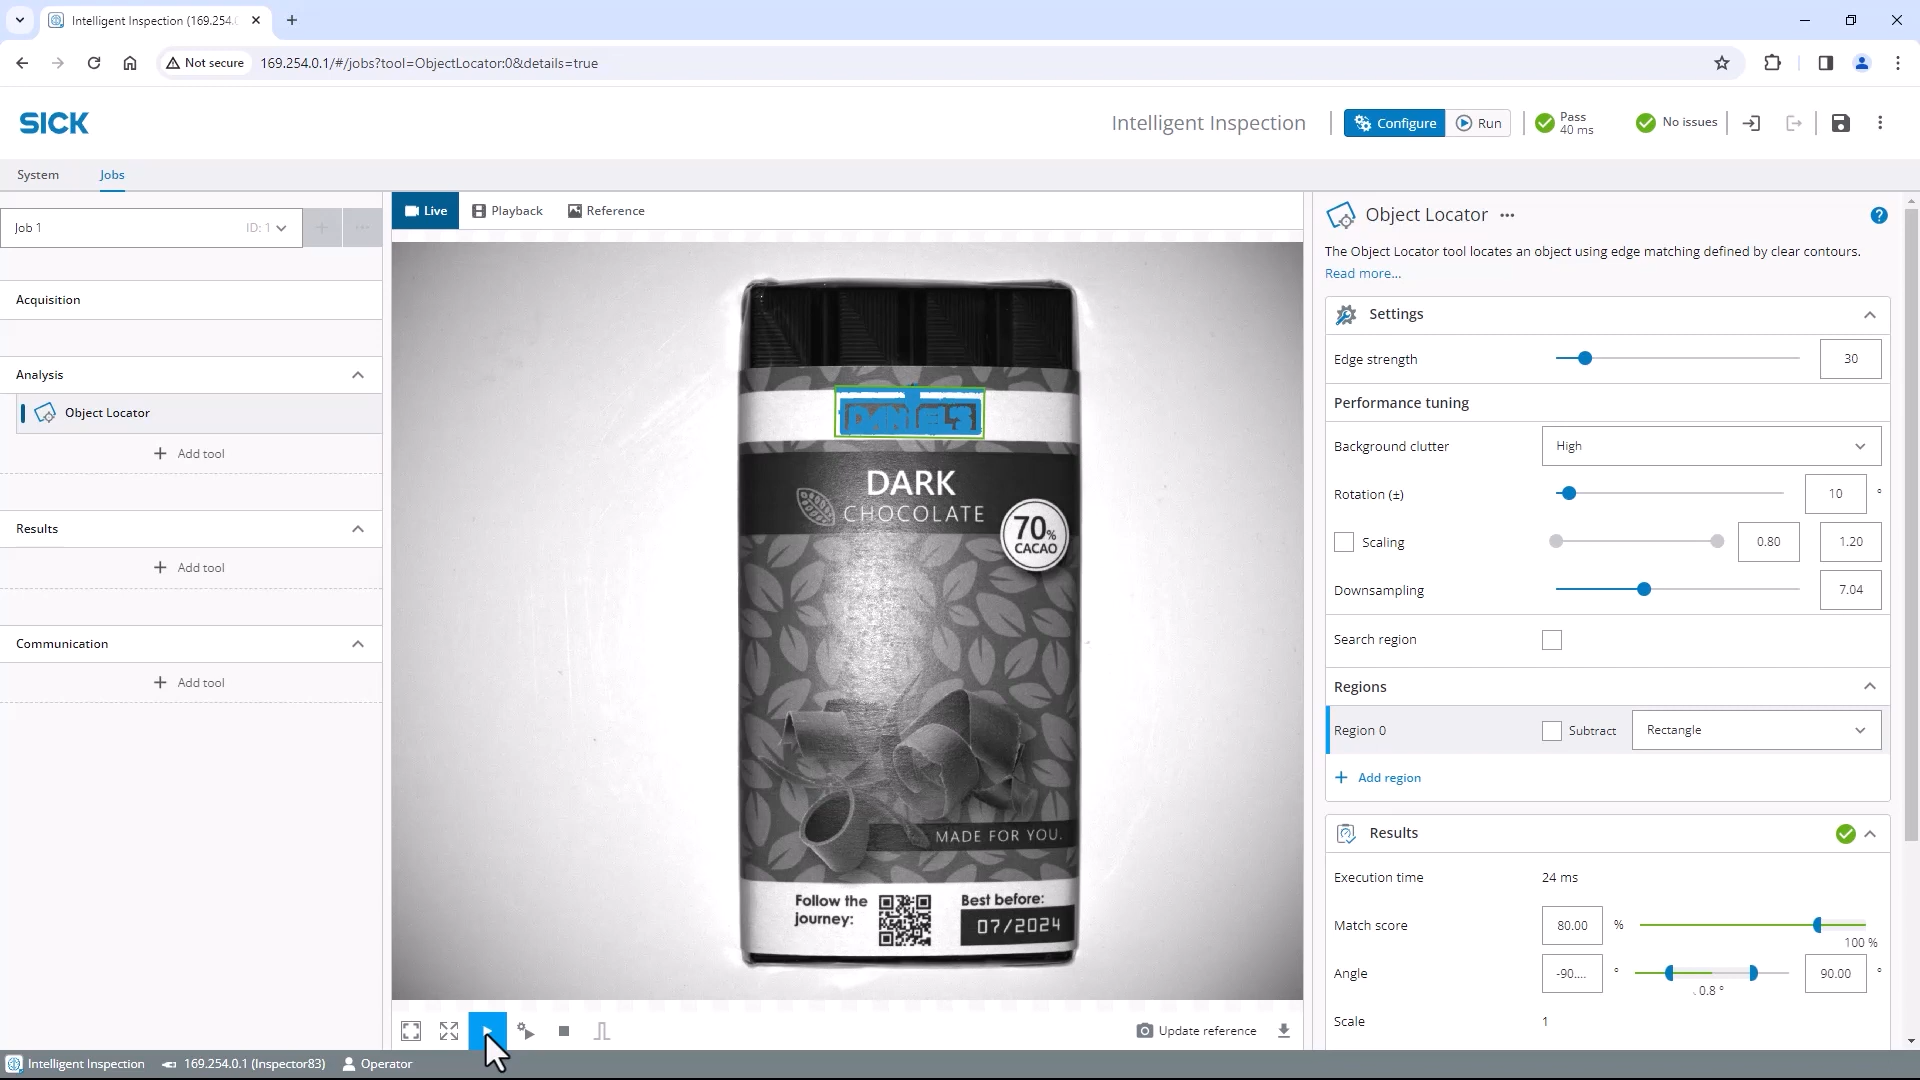 Intelligent Inspection (169.254.
Not secure
169.254.0.1/#/jobs?tool=ObjectLocator:0&details=true
SICK
Intelligent Inspection
Configure
Run
Pass
40 ms
No issues
System
Jobs
Job 1
ID: 1
Live
Playback
Reference
Acquisition
Analysis
Object Locator
Add tool
Results
Add tool
Communication
Add tool
DANIEL'S
DARK
CHOCOLATE
70%
CACAO
MADE FOR YOU.
Follow the
journey:
Best before:
07/2024
Update reference
Object Locator
The Object Locator tool locates an object using edge matching defined by clear contours.
Read more...
Settings
Edge strength
30
Performance tuning
Background clutter
High
Rotation (±)
10
°
Scaling
0.80
1.20
Downsampling
7.04
Search region
Regions
Region 0
Subtract
Rectangle
Add region
Results
Execution time
24 ms
Match score
80.00
%
100 %
Angle
-90....
°
0.8 °
90.00
°
Scale
1
Intelligent Inspection
169.254.0.1 (Inspector83)
Operator